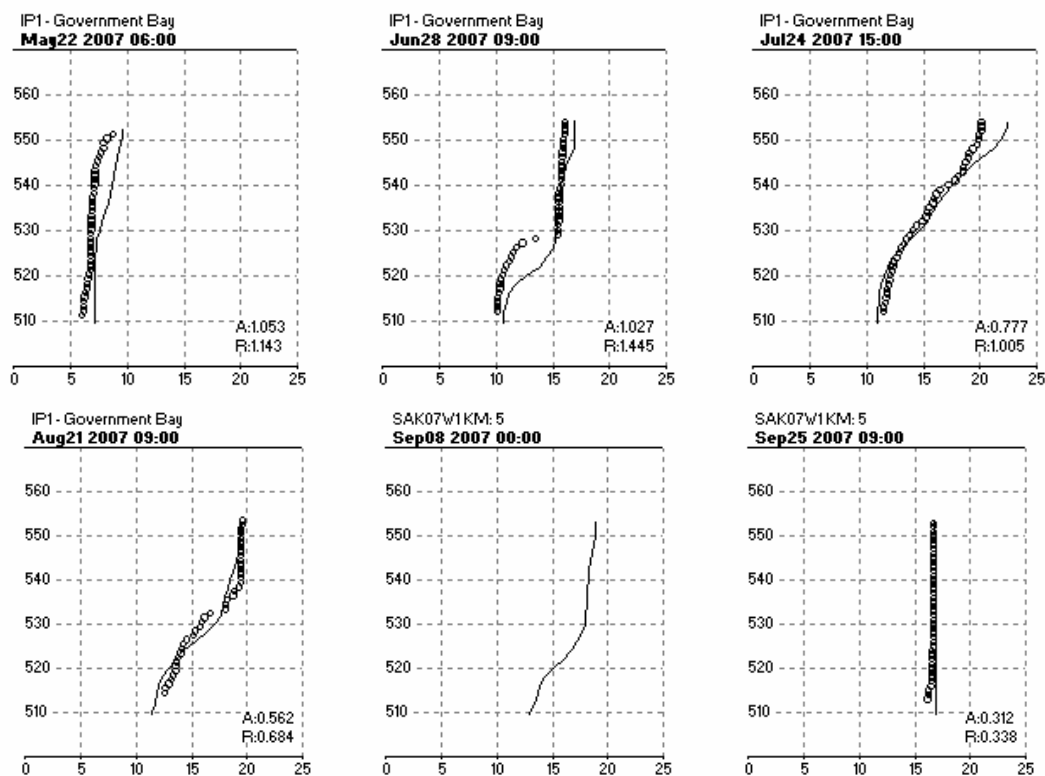 IP1- Government Bay
May22 2007 06:00
560
550
540
530
520
510
A:1.053
R:1.143
0 5 10 15 20 25
IP1- Government Bay
Jun28 2007 09:00
560
550
540
530
520
510
A:1.027
R:1.445
0 5 10 15 20 25
IP1- Government Bay
Jul24 2007 15:00
560
550
540
530
520
510
A:0.777
R:1.005
0 5 10 15 20 25
IP1- Government Bay
Aug21 2007 09:00
560
550
540
530
520
510
A:0.562
R:0.684
0 5 10 15 20 25
SAK07W1KM: 5
Sep08 2007 00:00
560
550
540
530
520
510
0 5 10 15 20 25
SAK07W1KM: 5
Sep25 2007 09:00
560
550
540
530
520
510
A:0.312
R:0.338
0 5 10 15 20 25